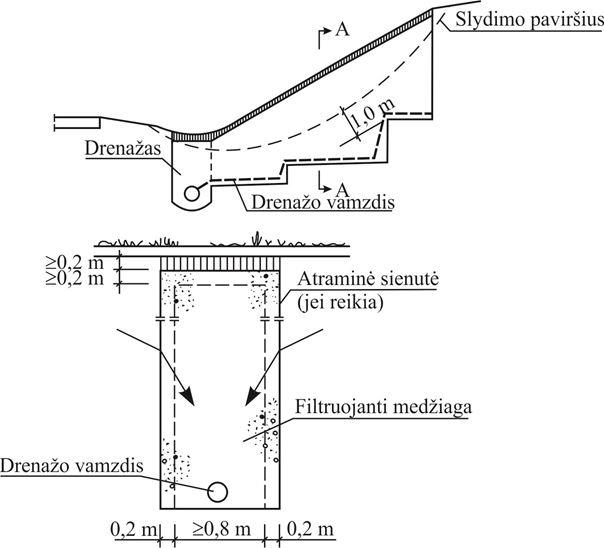 A
Slydimo paviršius
1,0 m
Drenažas
A
Drenažo vamzdis
≥0,2 m
≥0,2 m
Atraminė sienutė
(jei reikia)
Filtruojanti medžiaga
Drenažo vamzdis
0,2 m
≥0,8 m
0,2 m